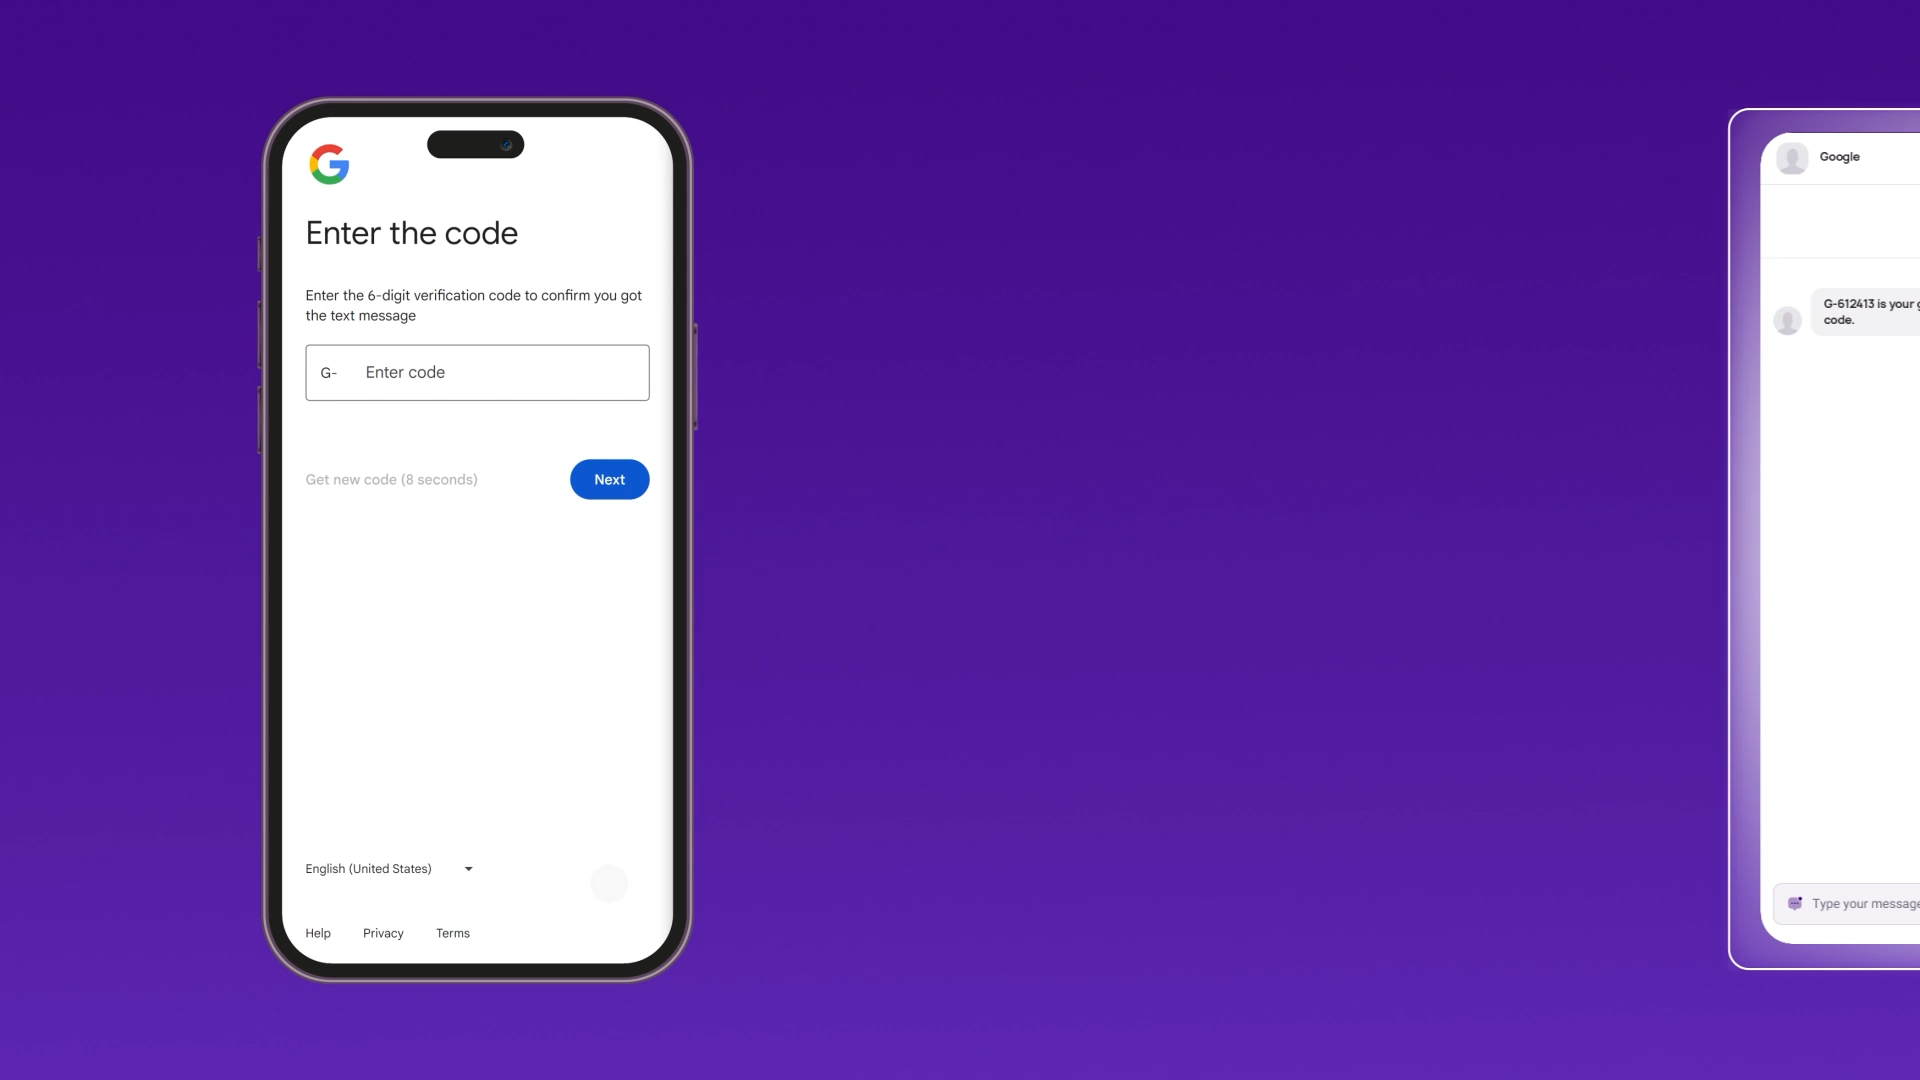 Enter the code
Enter the 6-digit verification code to confirm you got
the text message
G- Enter code
Get new code (8 seconds) Next
English (United States)
Help Privacy Terms
Google
G-612413 is your
code.
Type your message